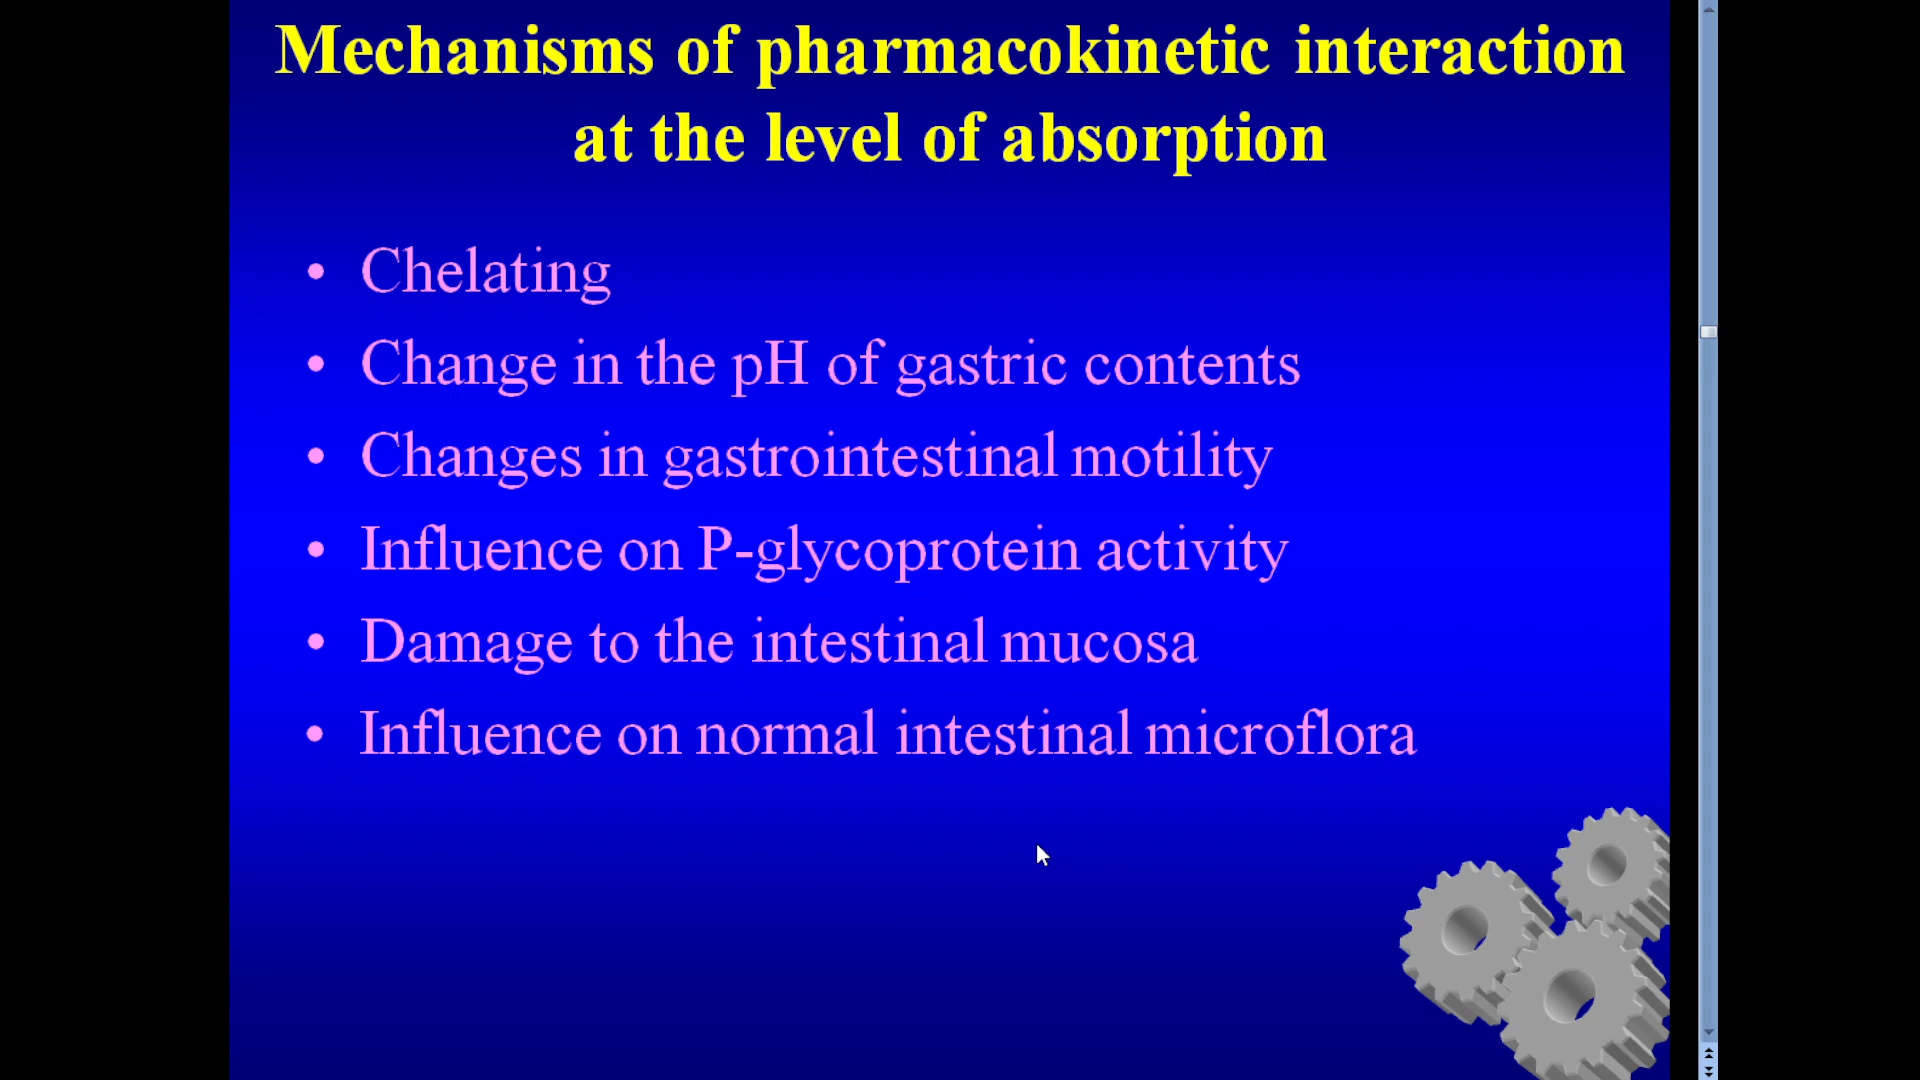 Mechanisms of pharmacokinetic interaction
at the level of absorption
• Chelating
• Change in the pH of gastric contents
• Changes in gastrointestinal motility
• Influence on P-glycoprotein activity
• Damage to the intestinal mucosa
• Influence on normal intestinal microflora